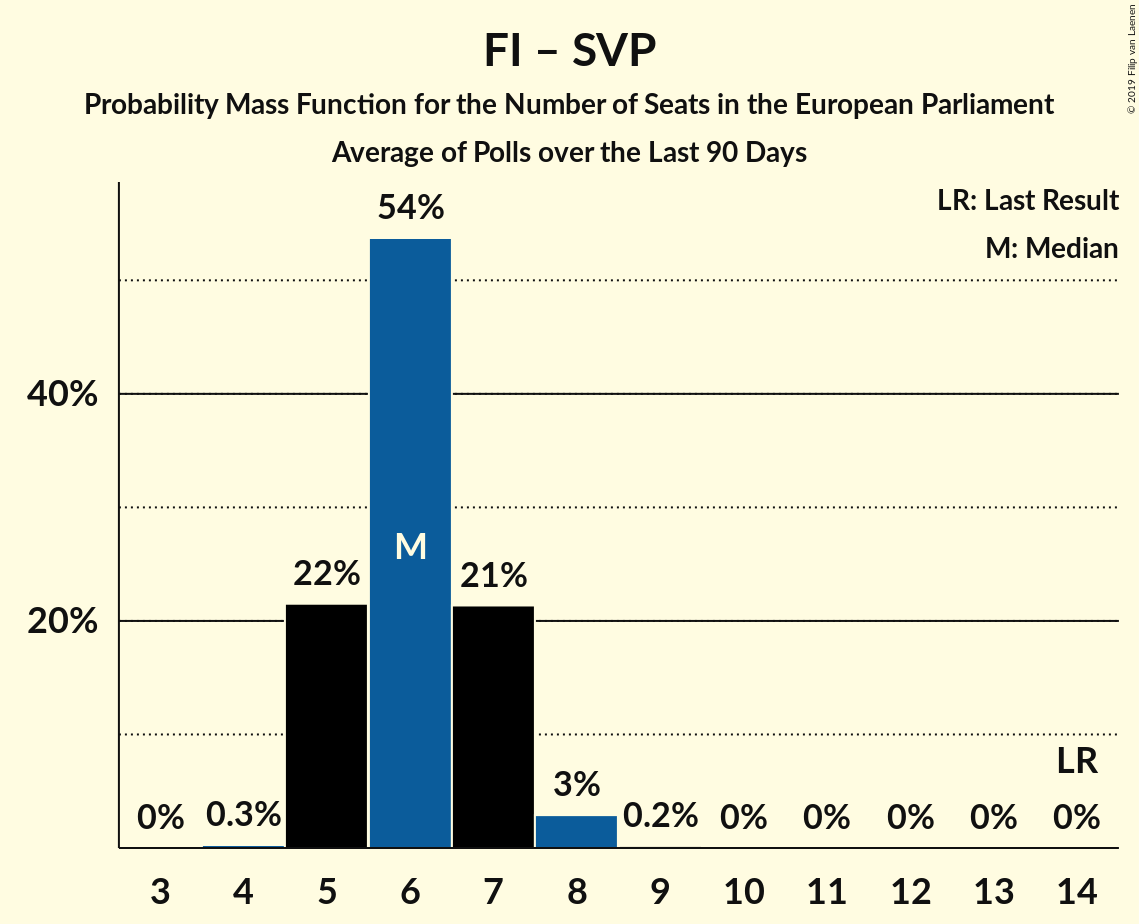 FI – SVP
Probability Mass Function for the Number of Seats in the European Parliament
Average of Polls over the Last 90 Days
© 2019 Filip van Laenen
LR: Last Result
M: Median
54%
40%
M
22%
21%
20%
LR
3%
0%
0.3%
0.2%
0%
0%
0%
0%
0%
3 4 5 6 7 8 9 10 11 12 13 14